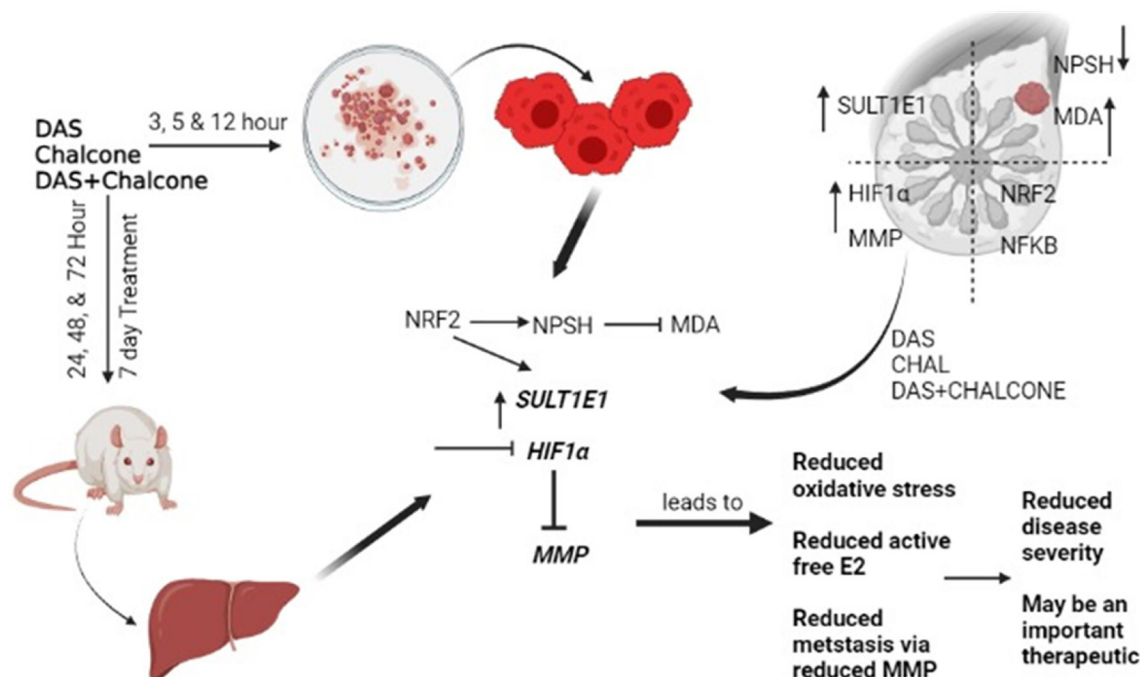 DAS
Chalcone
DAS+Chalcone
3, 5 & 12 hour
24, 48, & 72 Hour
7 day Treatment
NPSH
SULT1E1
MDA
HIF1α
NRF2
MMP
NFKB
NRF2
NPSH
MDA
SULT1E1
HIF1α
MMP
DAS
CHAL
DAS+CHALCONE
leads to
Reduced
oxidative stress
Reduced active
free E2
Reduced
metstasis via
reduced MMP
Reduced
disease
severity
May be an
important
therapeutic